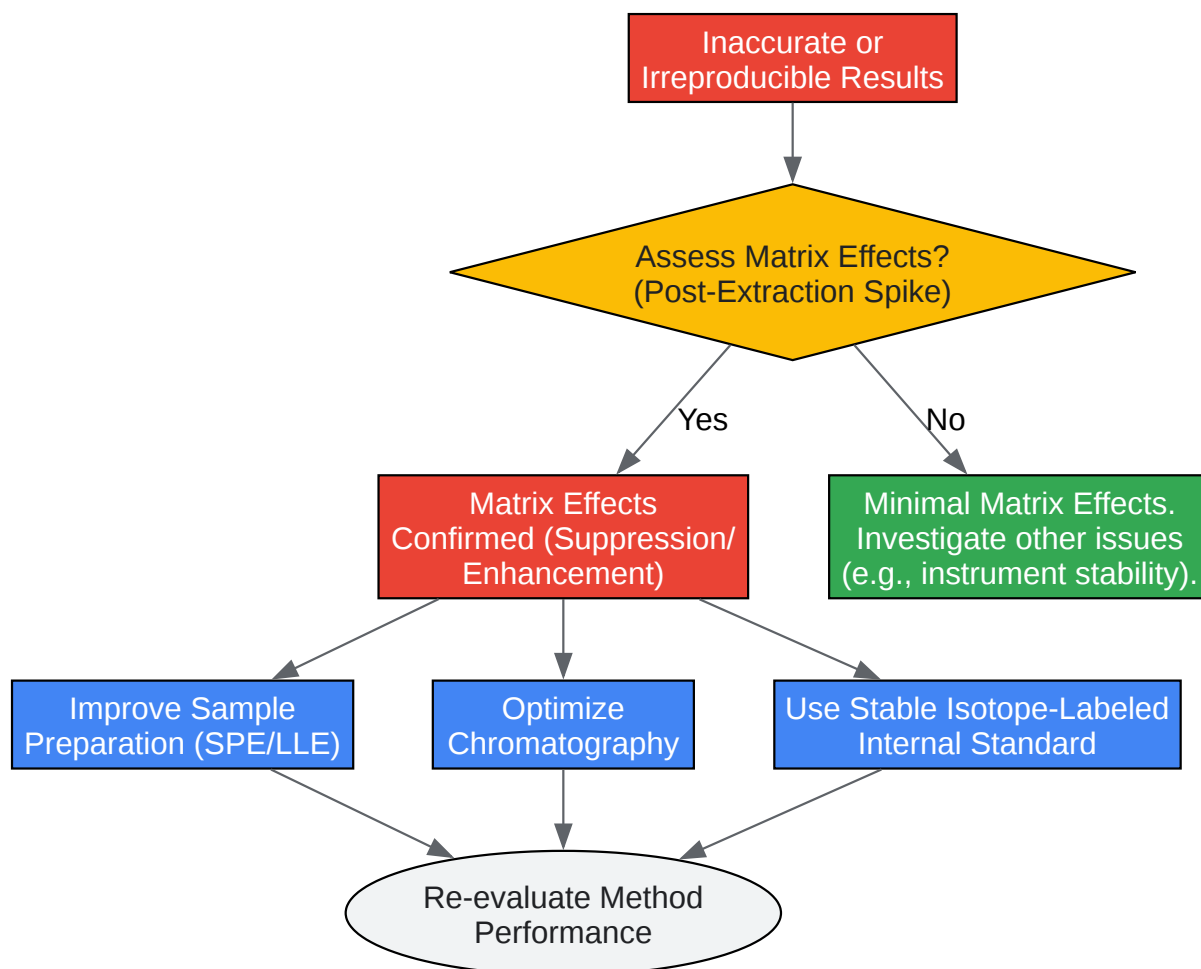 Inaccurate or
Irreproducible Results
Assess Matrix Effects?
(Post-Extraction Spike)
Yes
No
Matrix Effects
Confirmed (Suppression/
Enhancement)
Minimal Matrix Effects.
Investigate other issues
(e.g., instrument stability).
Improve Sample
Preparation (SPE/LLE)
Optimize
Chromatography
Use Stable Isotope-Labeled
Internal Standard
Re-evaluate Method
Performance